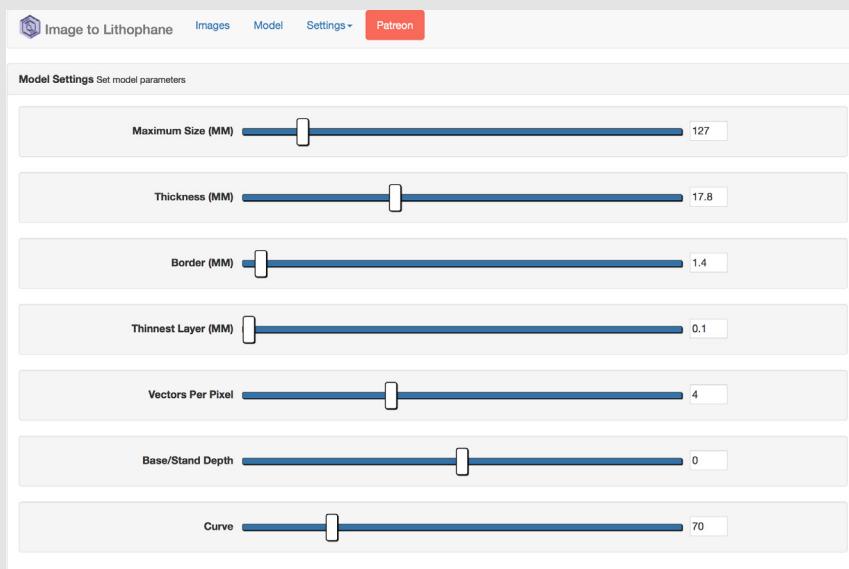 Image to Lithophane Images Model Settings Patreon
Model Settings Set model parameters
Maximum Size (MM) 127
Thickness (MM) 17.8
Border (MM) 1.4
Thinnest Layer (MM) 0.1
Vectors Per Pixel 4
Base/Stand Depth 0
Curve 70